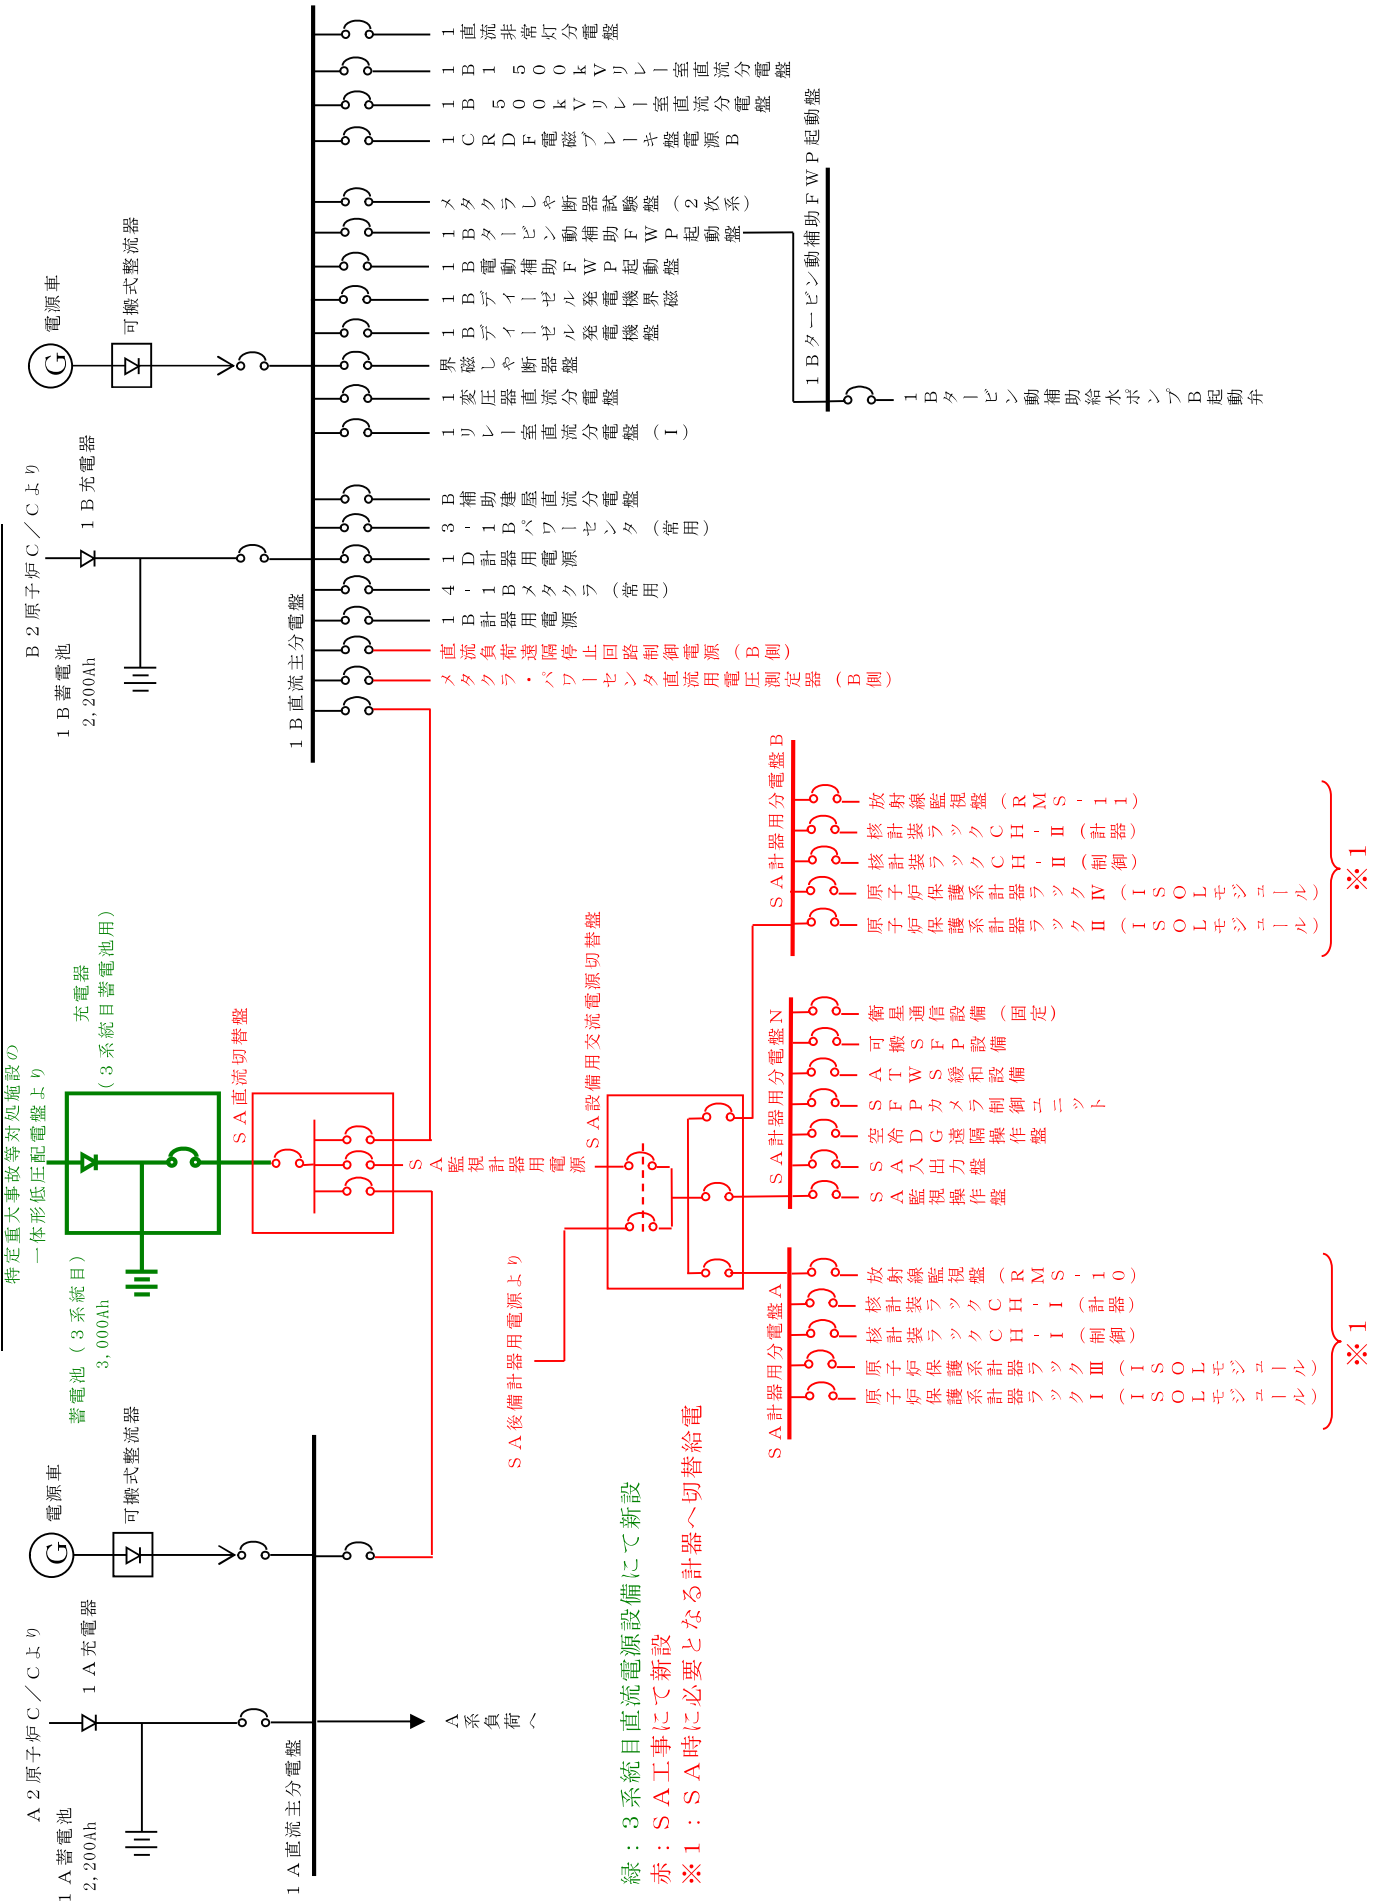 A2原子炉C/Cより
1A蓄電池
2,200Ah
1A充電器
電源車
G
可搬式整流器
1A直流主分電盤
A系負荷へ
特定重大事故等対処施設の
一体形低圧配電盤より
蓄電池(3系統目)
3,000Ah
充電器
(3系統目蓄電池用)
SA直流切替盤
SA監視計器用電源
B2原子炉C/Cより
1B蓄電池
2,200Ah
1B充電器
電源車
G
可搬式整流器
1B直流主分電盤
1直流非常灯分電盤
1B1 500kVリレー室直流分電盤
1B 500kVリレー室直流分電盤
1CRDF電磁ブレーキ盤電源B
メタクラしゃ断器試験盤(2次系)
1Bタービン動補助FWP起動盤
1B電動補助FWP起動盤
1Bディーゼル発電機界磁
1Bディーゼル発電機盤
界磁しゃ断器盤
1変圧器直流分電盤
1リレー室直流分電盤(I)
B補助建屋直流分電盤
3-1Bパワーセンタ(常用)
1D計器用電源
4-1Bメタクラ(常用)
1B計器用電源
直流負荷遠隔停止回路制御電源(B側)
メタクラ・パワーセンタ直流用電圧測定器(B側)
1Bタービン動補助FWP起動盤
1Bタービン動補助給水ポンプB起動弁
SA後備計器用電源より
SA設備用交流電源切替盤
SA計器用分電盤B
放射線監視盤(RMS-11)
核計装ラックCH-Ⅱ(計器)
核計装ラックCH-Ⅱ(制御)
原子炉保護系計器ラックⅣ(ISOLモジュール)
原子炉保護系計器ラックⅡ(ISOLモジュール)
※1
SA計器用分電盤N
衛星通信設備(固定)
可搬SFP設備
ATWS緩和設備
SFPカメラ制御ユニット
空冷DG遠隔操作盤
SA入出力盤
SA監視操作盤
SA計器用分電盤A
放射線監視盤(RMS-10)
核計装ラックCH-Ⅰ(計器)
核計装ラックCH-Ⅰ(制御)
原子炉保護系計器ラックⅢ(ISOLモジュール)
原子炉保護系計器ラックⅠ(ISOLモジュール)
※1
緑:3系統目直流電源設備にて新設
赤:SA工事にて新設
※1:SA時に必要となる計器へ切替給電